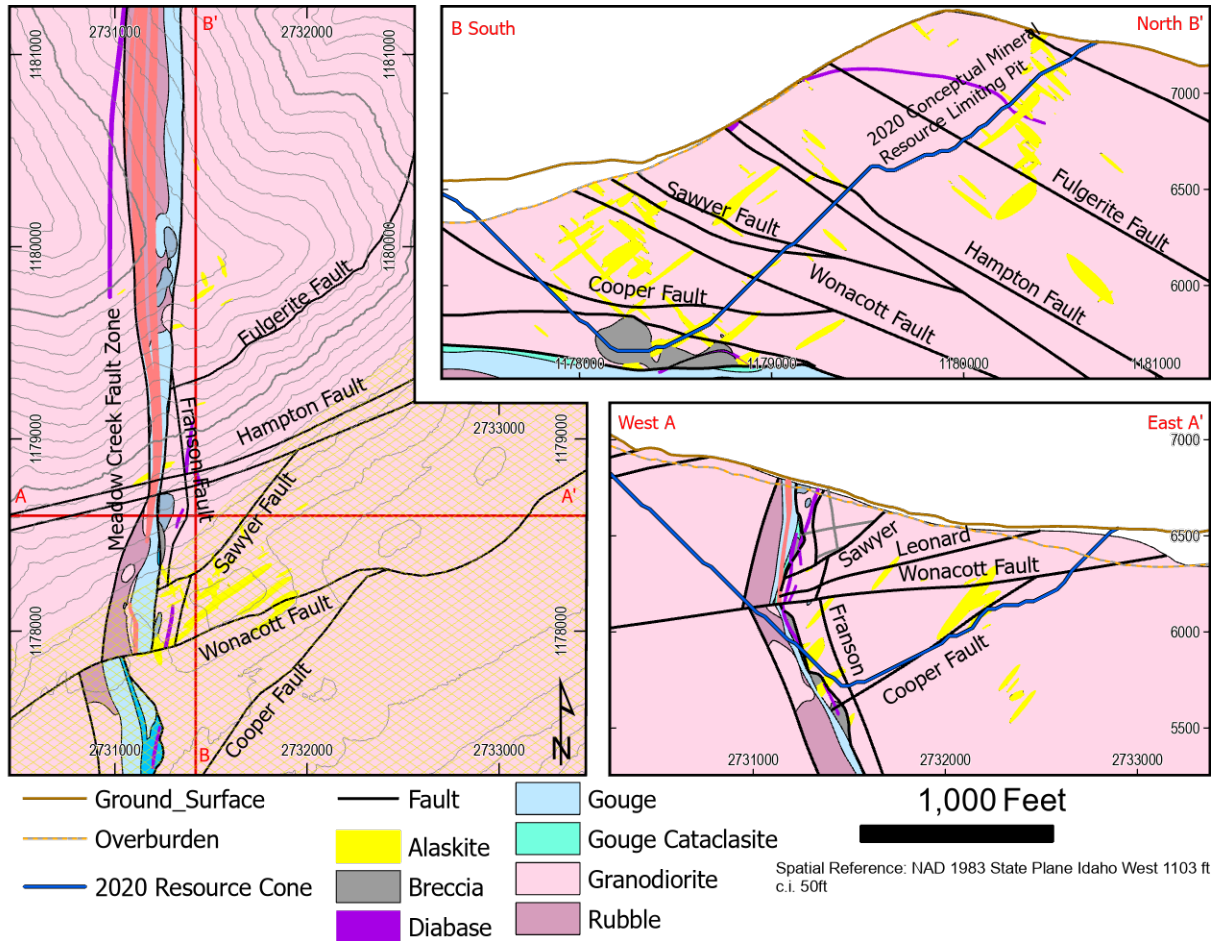 2731000
B'
2732000
1181000
1181000
1180000
1180000
Fulgerite Fault
Meadow Creek Fault Zone
Hampton Fault
Franson Fault
2733000
1179000
1179000
A
A'
Sawyer Fault
1178000
1178000
Wonacott Fault
Cooper Fault
2731000
2732000
2733000
B
N
B South
North B'
2020 Conceptual Mineral
Resource Limiting Pit
7000
6500
6000
Sawyer Fault
Fulgerite Fault
Hampton Fault
Wonacott Fault
Cooper Fault
1178000
1179000
1180000
1181000
West A
East A'
7000
6500
6000
5500
Sawyer
Leonard
Wonacott Fault
Franson
Cooper Fault
2731000
2732000
2733000
Ground_Surface
Overburden
2020 Resource Cone
Fault
Alaskite
Breccia
Diabase
Gouge
Gouge Cataclasite
Granodiorite
Rubble
1,000 Feet
Spatial Reference: NAD 1983 State Plane Idaho West 1103 ft
c.i. 50ft